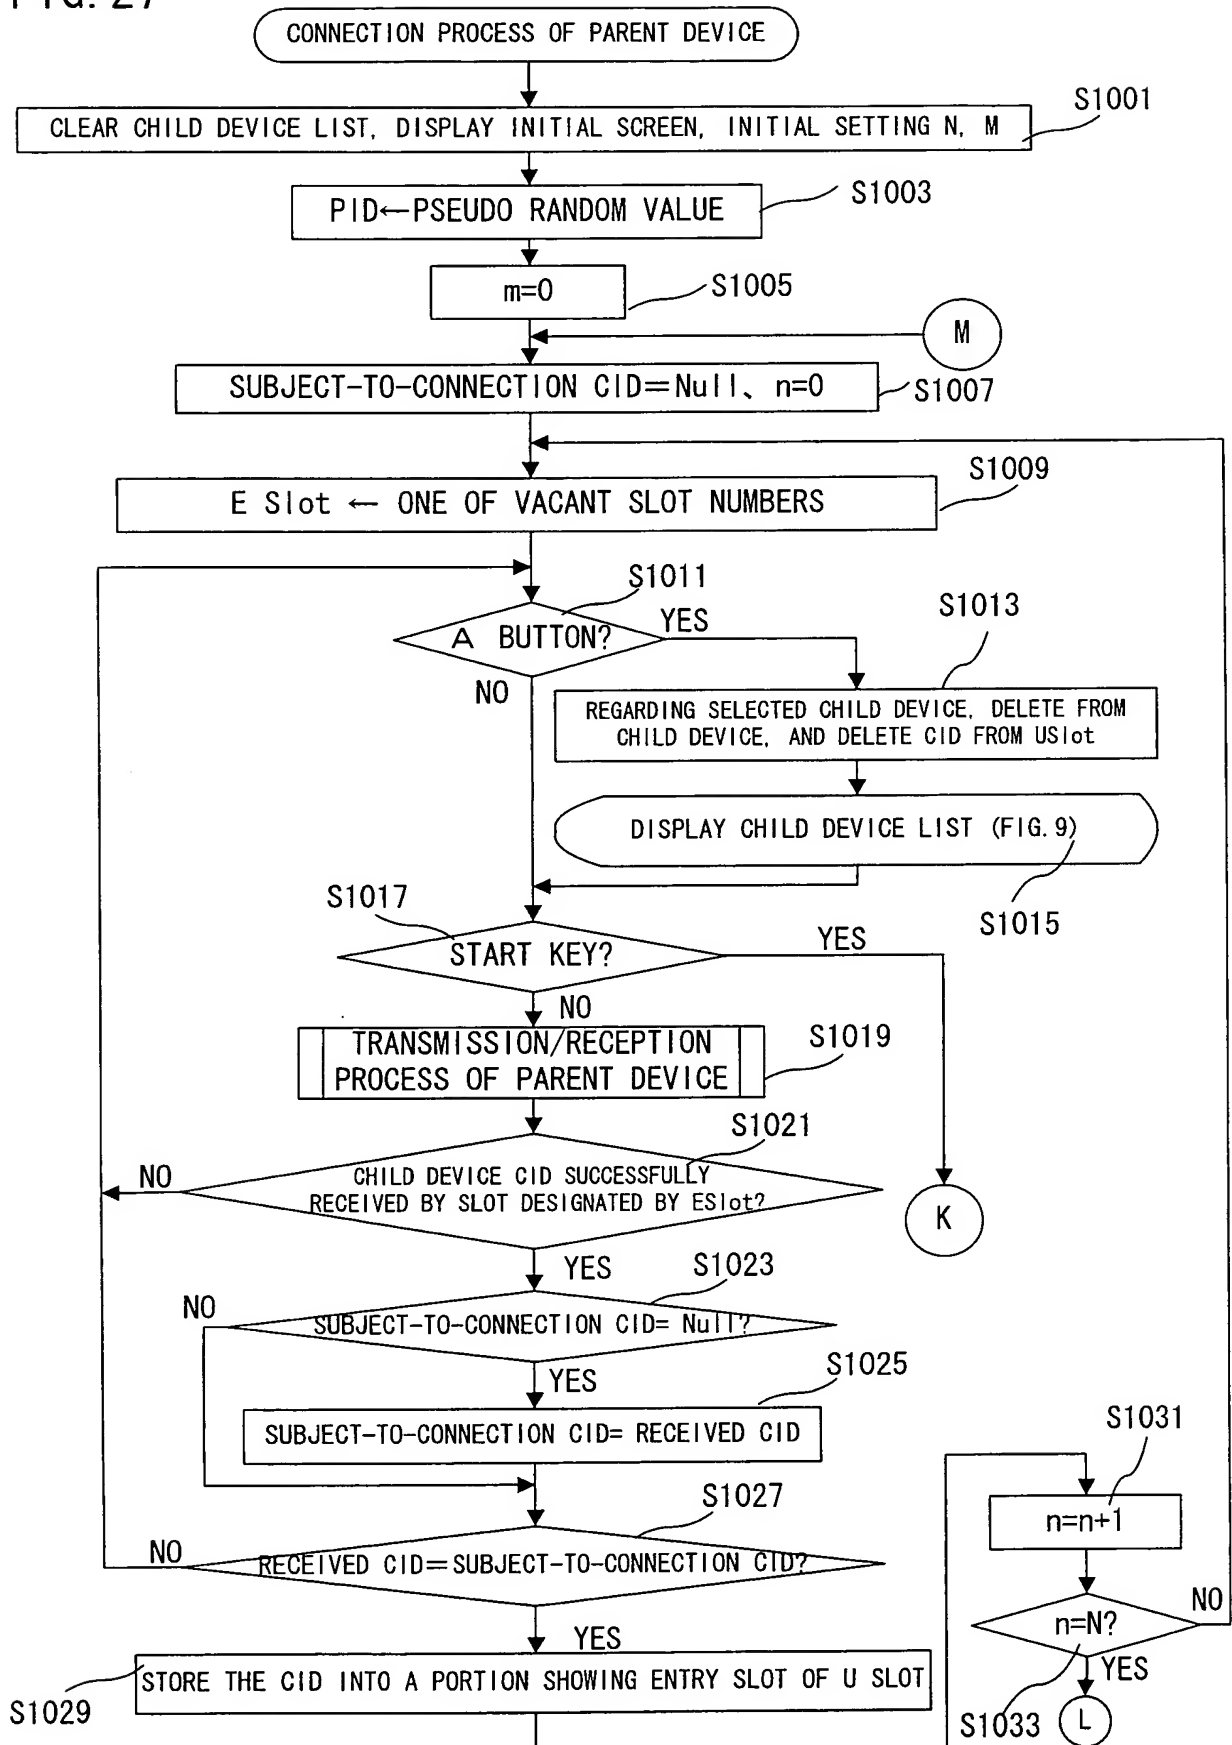 FIG. 27
CONNECTION PROCESS OF PARENT DEVICE
S1001
CLEAR CHILD DEVICE LIST, DISPLAY INITIAL SCREEN, INITIAL SETTING N, M
S1003
PID←PSEUDO RANDOM VALUE
S1005
m=0
M
SUBJECT-TO-CONNECTION CID=Null、n=0
S1007
S1009
E Slot ← ONE OF VACANT SLOT NUMBERS
S1011
A BUTTON?
YES
NO
S1013
REGARDING SELECTED CHILD DEVICE, DELETE FROM
CHILD DEVICE, AND DELETE CID FROM USlot
DISPLAY CHILD DEVICE LIST (FIG. 9)
S1015
S1017
START KEY?
YES
NO
TRANSMISSION/RECEPTION
PROCESS OF PARENT DEVICE
S1019
S1021
CHILD DEVICE CID SUCCESSFULLY
RECEIVED BY SLOT DESIGNATED BY ESlot?
NO
K
YES
S1023
NO
SUBJECT-TO-CONNECTION CID= Null?
YES
S1025
SUBJECT-TO-CONNECTION CID= RECEIVED CID
S1027
NO
RECEIVED CID=SUBJECT-TO-CONNECTION CID?
YES
STORE THE CID INTO A PORTION SHOWING ENTRY SLOT OF U SLOT
S1029
S1031
n=n+1
n=N?
NO
YES
S1033
L